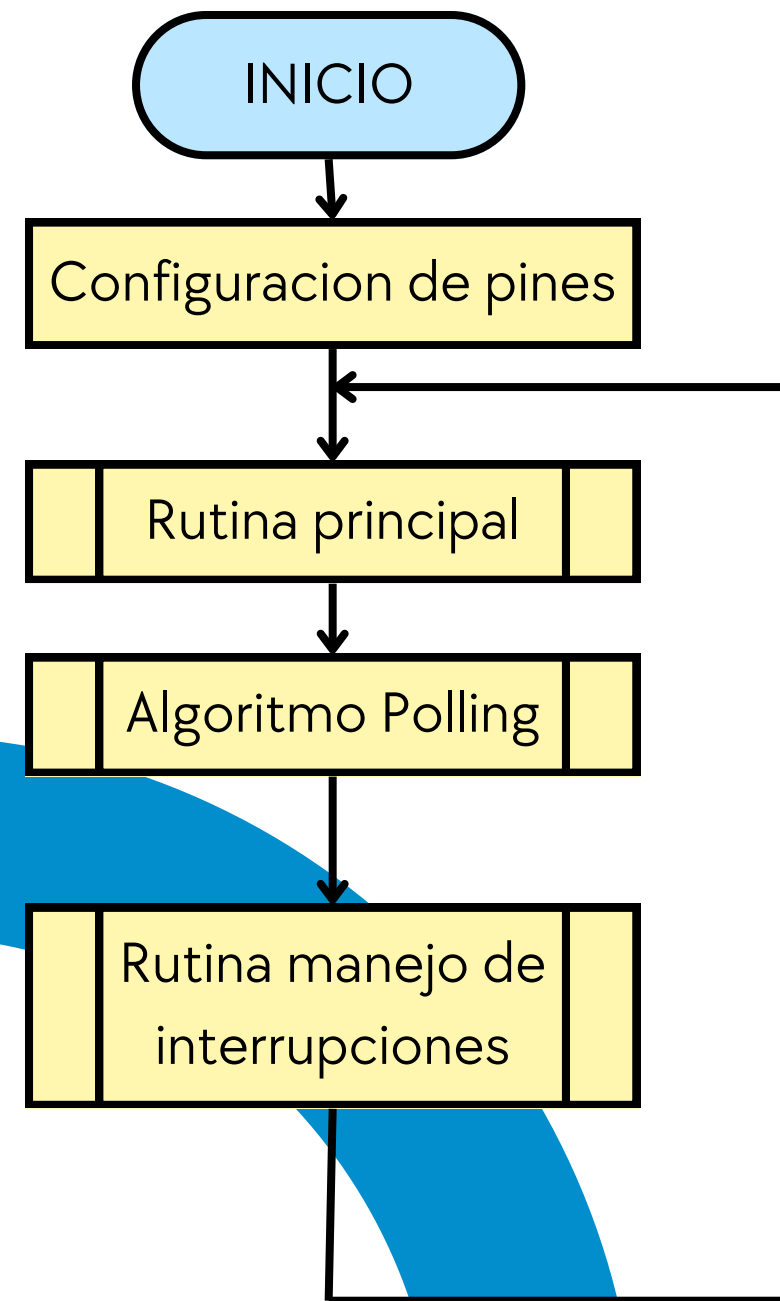 INICIO
Configuracion de pines
Rutina principal
Algoritmo Polling
Rutina manejo de
interrupciones